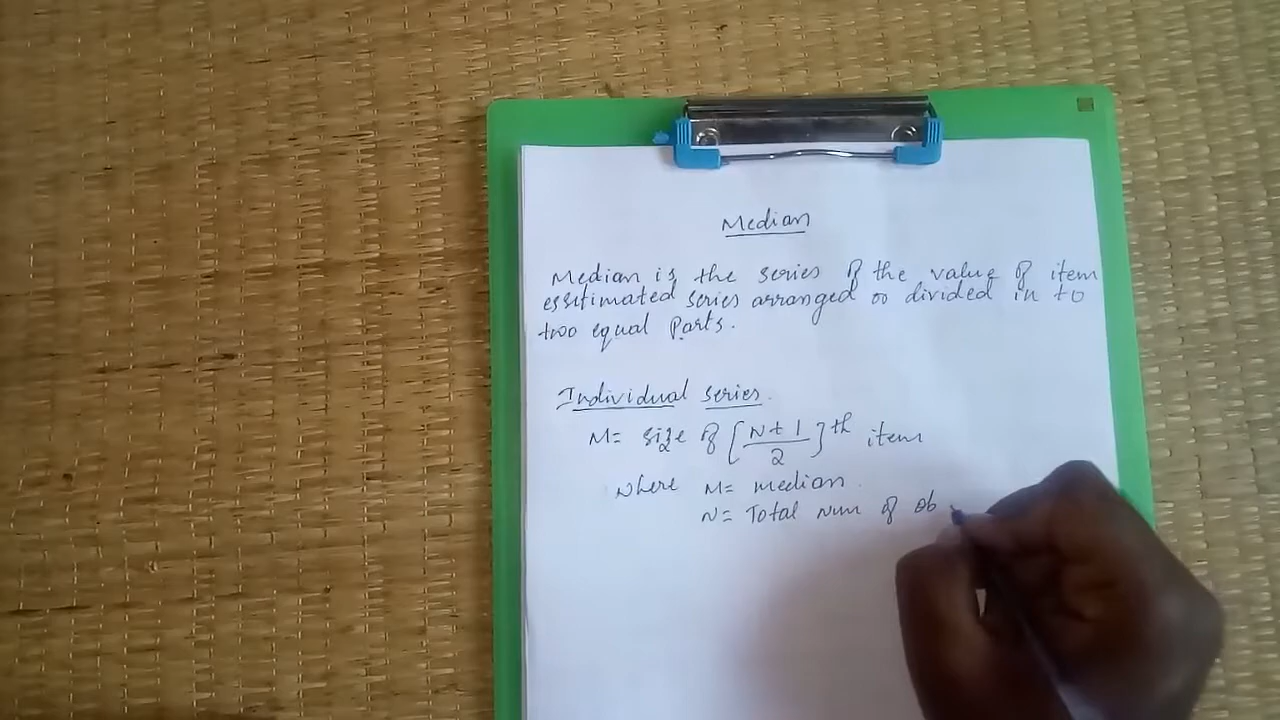 Median
Median is the series of the value of item
essitimated series arranged or divided in to
two equal Parts.
Individual series.
M= size of [N+1/2]th item
where M= median.
N= Total Num of ob